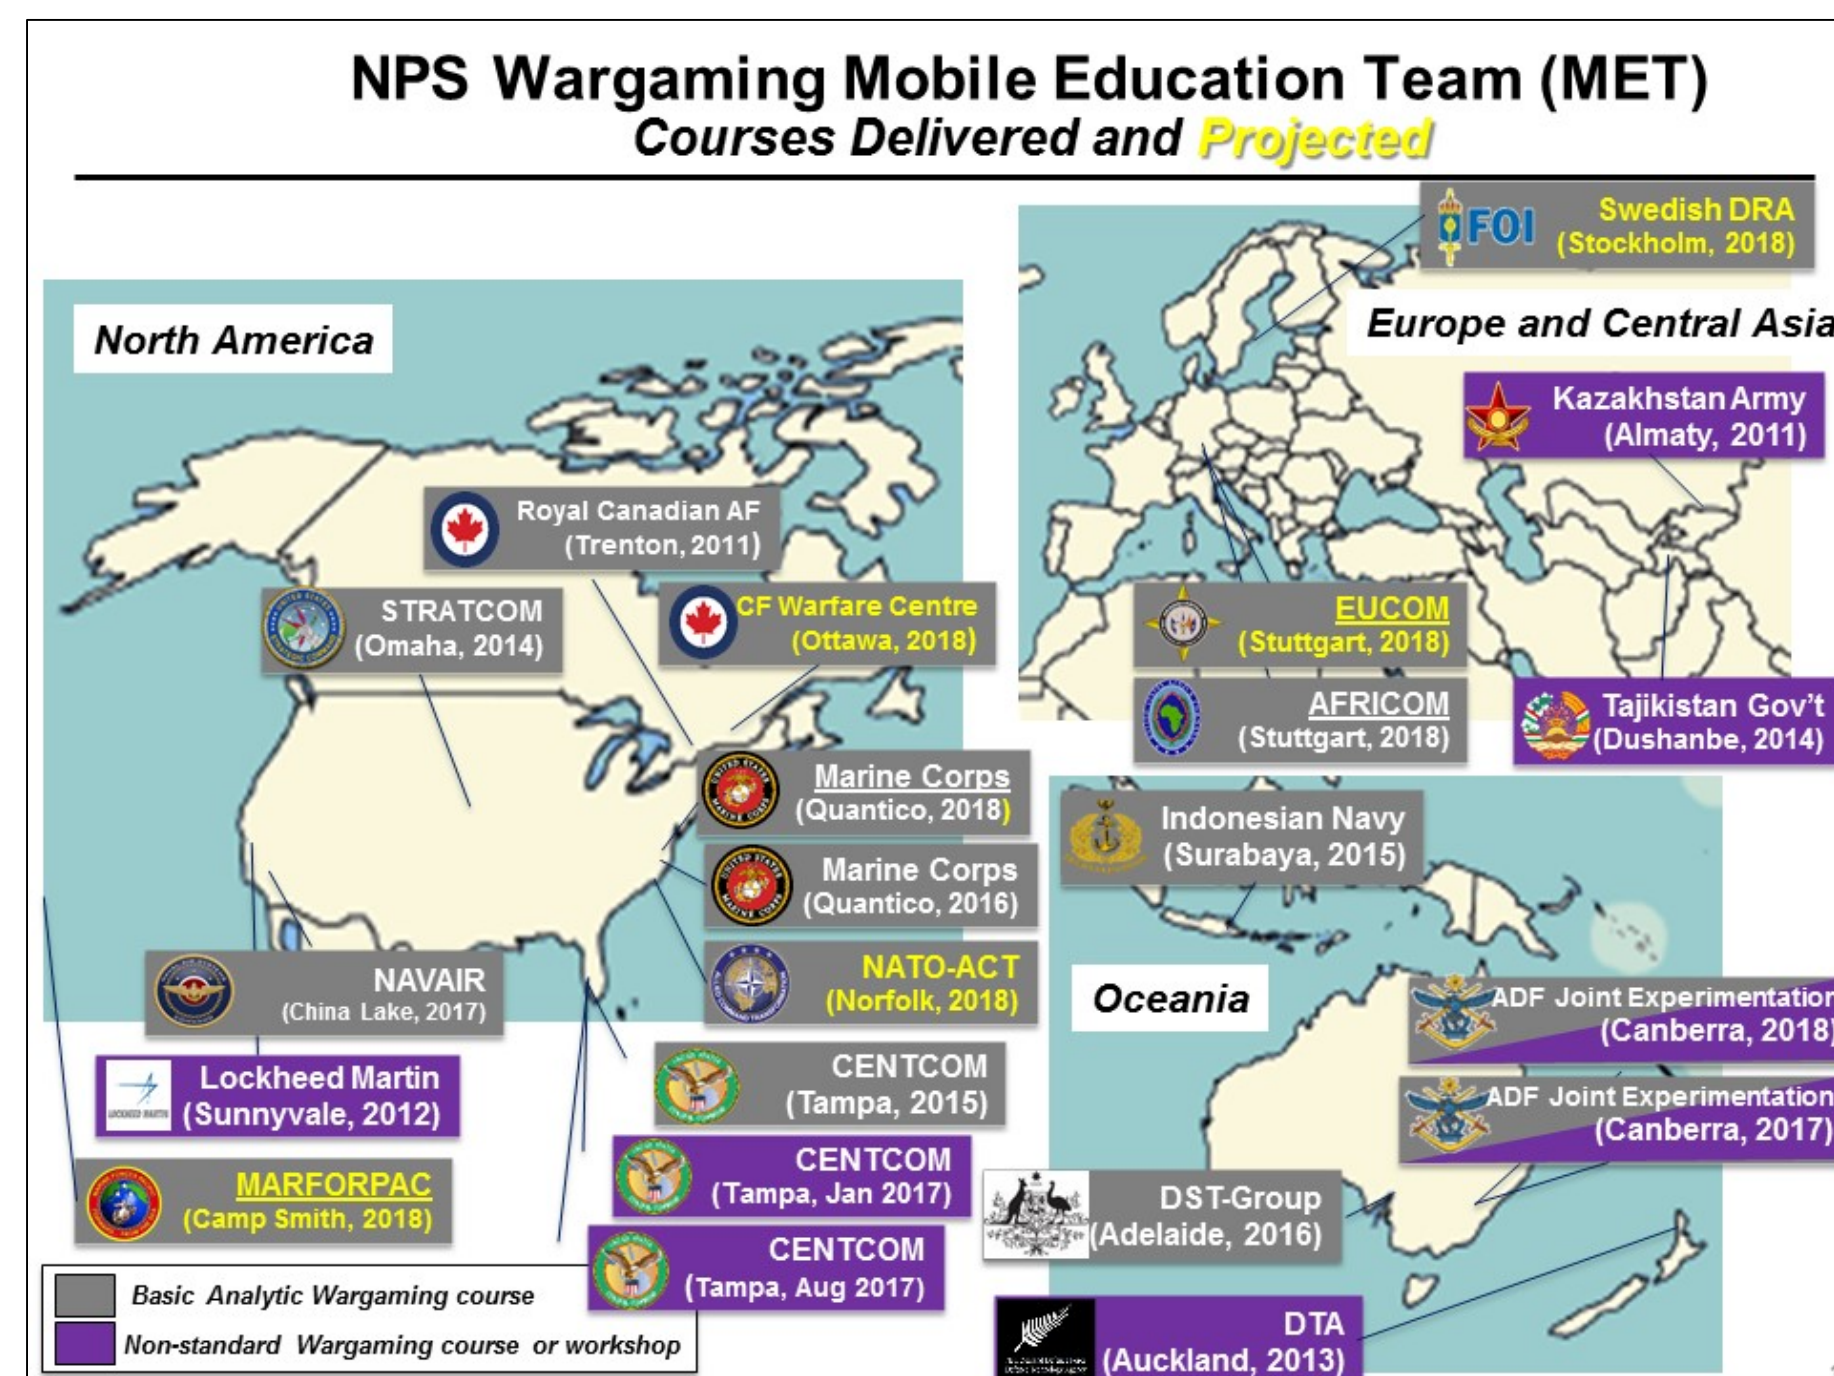 NPS Wargaming Mobile Education Team (MET)
Courses Delivered and Projected
North America
Royal Canadian AF
(Trenton, 2011)
STRATCOM
(Omaha, 2014)
CF Warfare Centre
(Ottawa, 2018)
Marine Corps
(Quantico, 2018)
Marine Corps
(Quantico, 2016)
NAVAIR
(China Lake, 2017)
NATO-ACT
(Norfolk, 2018)
Lockheed Martin
(Sunnyvale, 2012)
LOCKHEED MARTIN
CENTCOM
(Tampa, 2015)
CENTCOM
(Tampa, Jan 2017)
MARFORPAC
(Camp Smith, 2018)
CENTCOM
(Tampa, Aug 2017)
Basic Analytic Wargaming course
Non-standard Wargaming course or workshop
FOI
Swedish DRA
(Stockholm, 2018)
Europe and Central Asia
Kazakhstan Army
(Almaty, 2011)
EUCOM
(Stuttgart, 2018)
AFRICOM
(Stuttgart, 2018)
Tajikistan Gov't
(Dushanbe, 2014)
Indonesian Navy
(Surabaya, 2015)
Oceania
ADF Joint Experimentation
(Canberra, 2018)
ADF Joint Experimentation
(Canberra, 2017)
DST-Group
(Adelaide, 2016)
DTA
(Auckland, 2013)